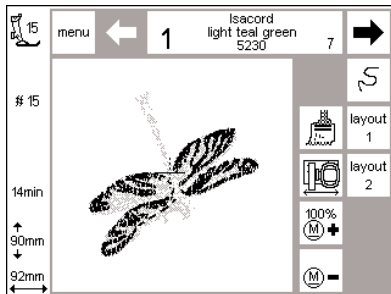 15
menu
1
Isacord
light teal green
5230
7
# 15
layout
1
14min
layout
2
100%
M +
90mm
M -
92mm